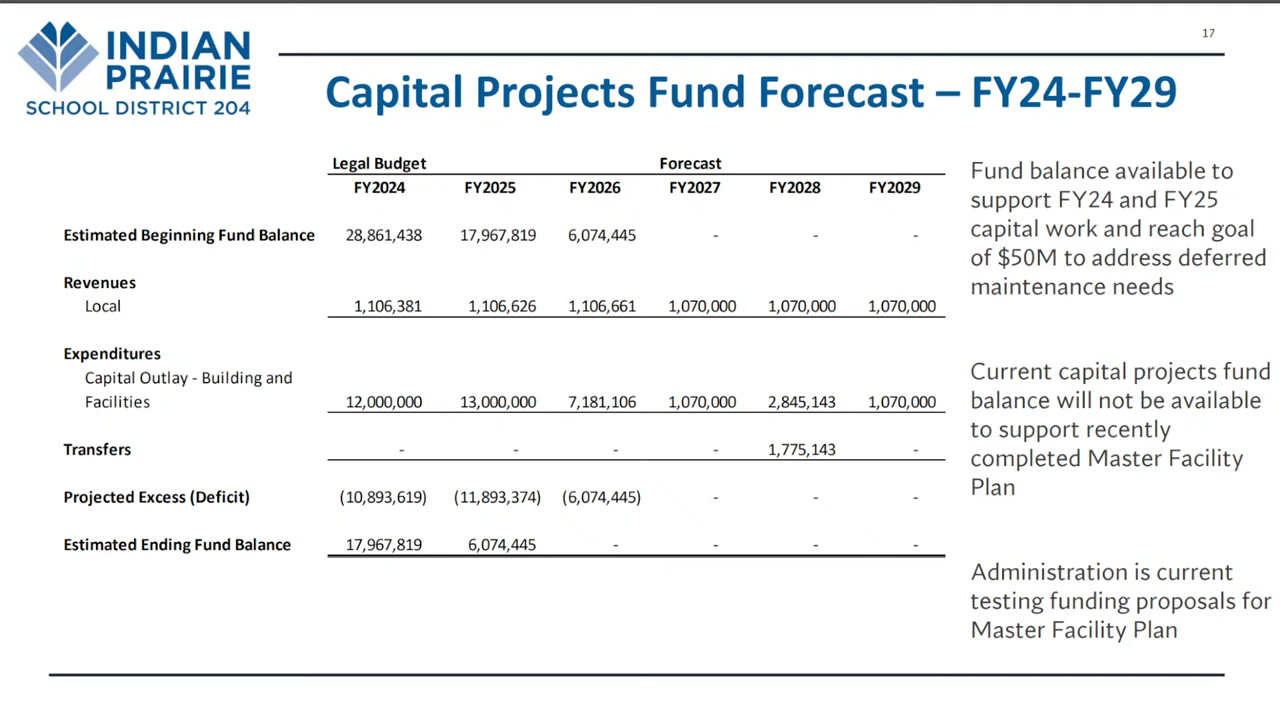 17
INDIAN
PRAIRIE
SCHOOL DISTRICT 204
Capital Projects Fund Forecast – FY24-FY29
Legal Budget Forecast
FY2024 FY2025 FY2026 FY2027 FY2028 FY2029
Estimated Beginning Fund Balance 28,861,438 17,967,819 6,074,445 - - -
Revenues
Local 1,106,381 1,106,626 1,106,661 1,070,000 1,070,000 1,070,000
Expenditures
Capital Outlay - Building and
Facilities 12,000,000 13,000,000 7,181,106 1,070,000 2,845,143 1,070,000
Transfers - - - - 1,775,143 -
Projected Excess (Deficit) (10,893,619) (11,893,374) (6,074,445) - - -
Estimated Ending Fund Balance 17,967,819 6,074,445 - - - -
Fund balance available to
support FY24 and FY25
capital work and reach goal
of $50M to address deferred
maintenance needs
Current capital projects fund
balance will not be available
to support recently
completed Master Facility
Plan
Administration is current
testing funding proposals for
Master Facility Plan